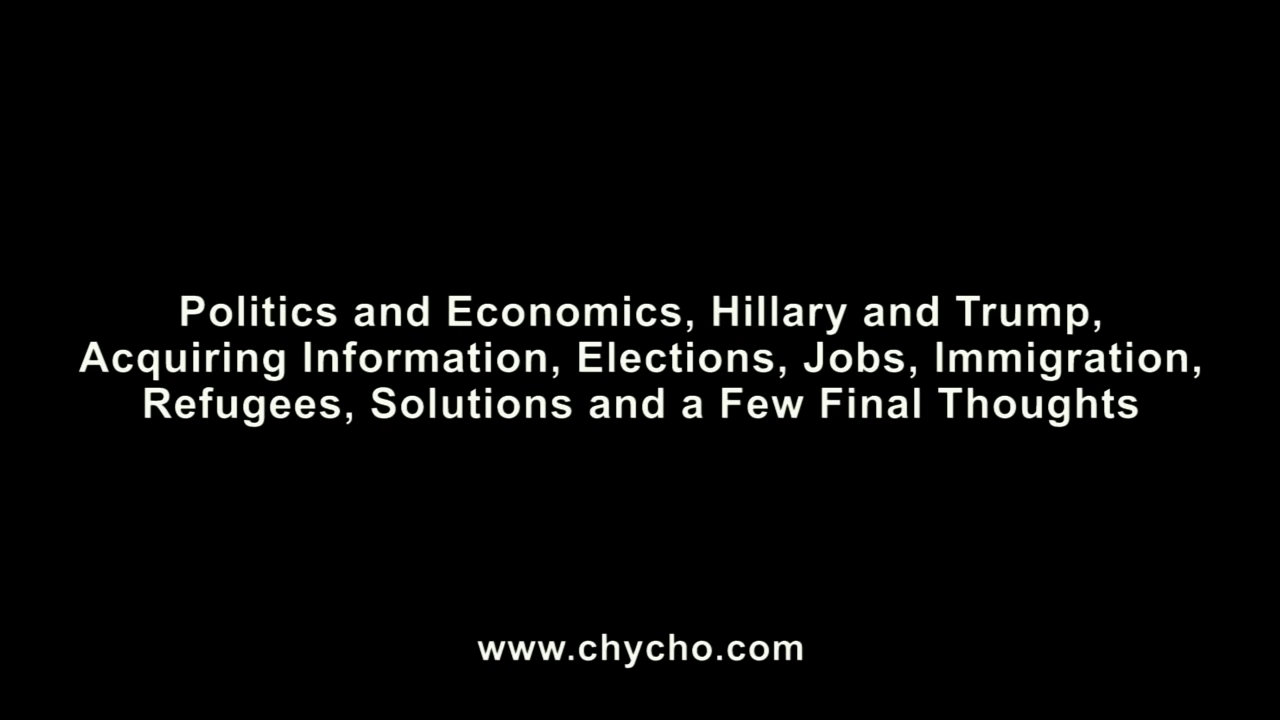 Politics and Economics, Hillary and Trump,
Acquiring Information, Elections, Jobs, Immigration,
Refugees, Solutions and a Few Final Thoughts
www.chycho.com